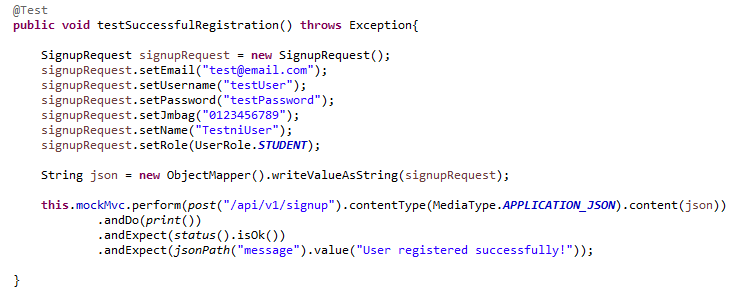 @Test
public void testSuccessfulRegistration() throws Exception{
SignupRequest signupRequest = new SignupRequest();
signupRequest.setEmail("test@email.com");
signupRequest.setUsername("testUser");
signupRequest.setPassword("testPassword");
signupRequest.setJmbag("0123456789");
signupRequest.setName("TestniUser");
signupRequest.setRole(UserRole.STUDENT);
String json = new ObjectMapper().writeValueAsString(signupRequest);
this.mockMvc.perform(post("/api/v1/signup").contentType(MediaType.APPLICATION_JSON).content(json))
.andDo(print())
.andExpect(status().isOk())
.andExpect(jsonPath("message").value("User registered successfully!"));
}